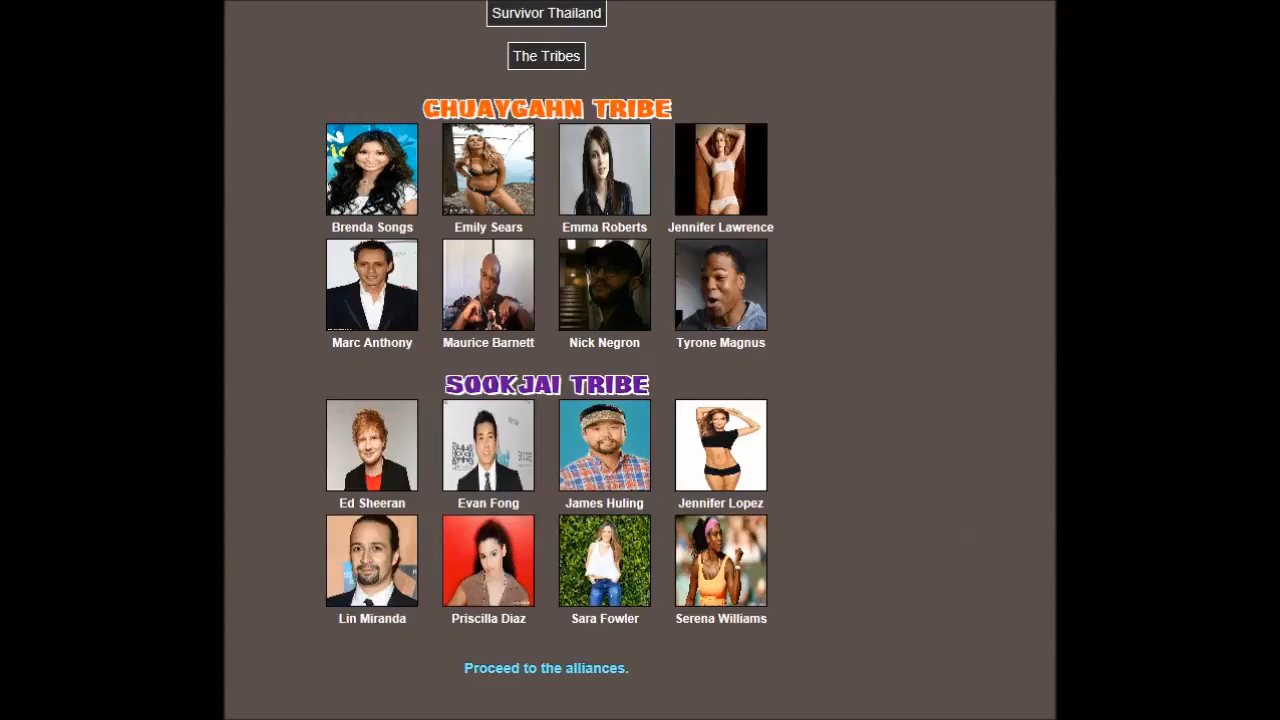 Survivor Thailand
The Tribes
CHUAYGAHN TRIBE
Brenda Songs Emily Sears Emma Roberts Jennifer Lawrence
Marc Anthony Maurice Barnett Nick Negron Tyrone Magnus
SOOKJAI TRIBE
Ed Sheeran Evan Fong James Huling Jennifer Lopez
Lin Miranda Priscilla Diaz Sara Fowler Serena Williams
Proceed to the alliances.